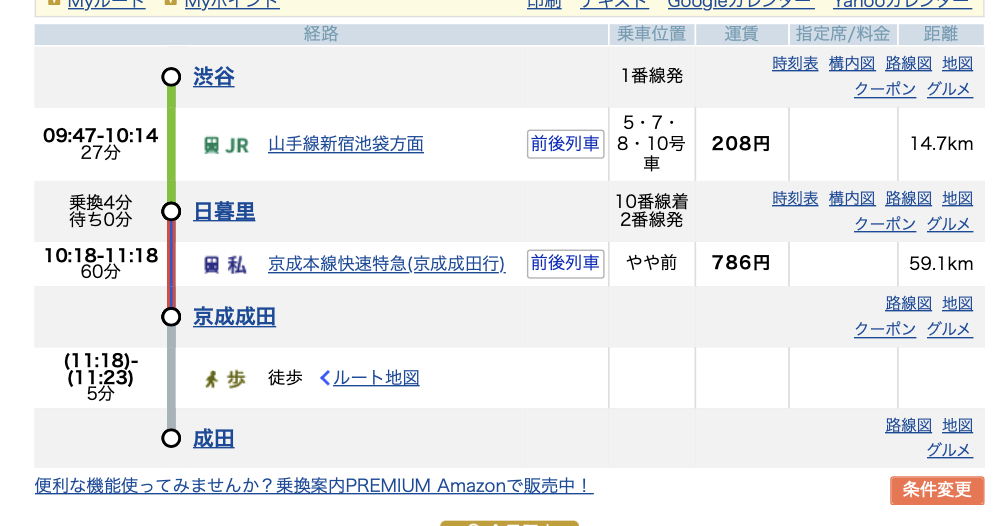 Myルート Myポイント 印刷 テキスト Googleカレンダー Yahooカレンダー
経路 乗車位置 運賃 指定席/料金 距離
渋谷 1番線発 時刻表 構内図 路線図 地図
クーポン グルメ
09:47-10:14
27分
JR 山手線新宿池袋方面 前後列車
5・7・
8・10号
車
208円 14.7km
乗換4分
待ち0分
日暮里
10番線着
2番線発
時刻表 構内図 路線図 地図
クーポン グルメ
10:18-11:18
60分
私 京成本線快速特急(京成成田行) 前後列車 やや前 786円 59.1km
京成成田
路線図 地図
クーポン グルメ
(11:18)-
(11:23)
5分
歩 徒歩 ルート地図
成田
路線図 地図
グルメ
便利な機能使ってみませんか？乗換案内PREMIUM Amazonで販売中！
条件変更